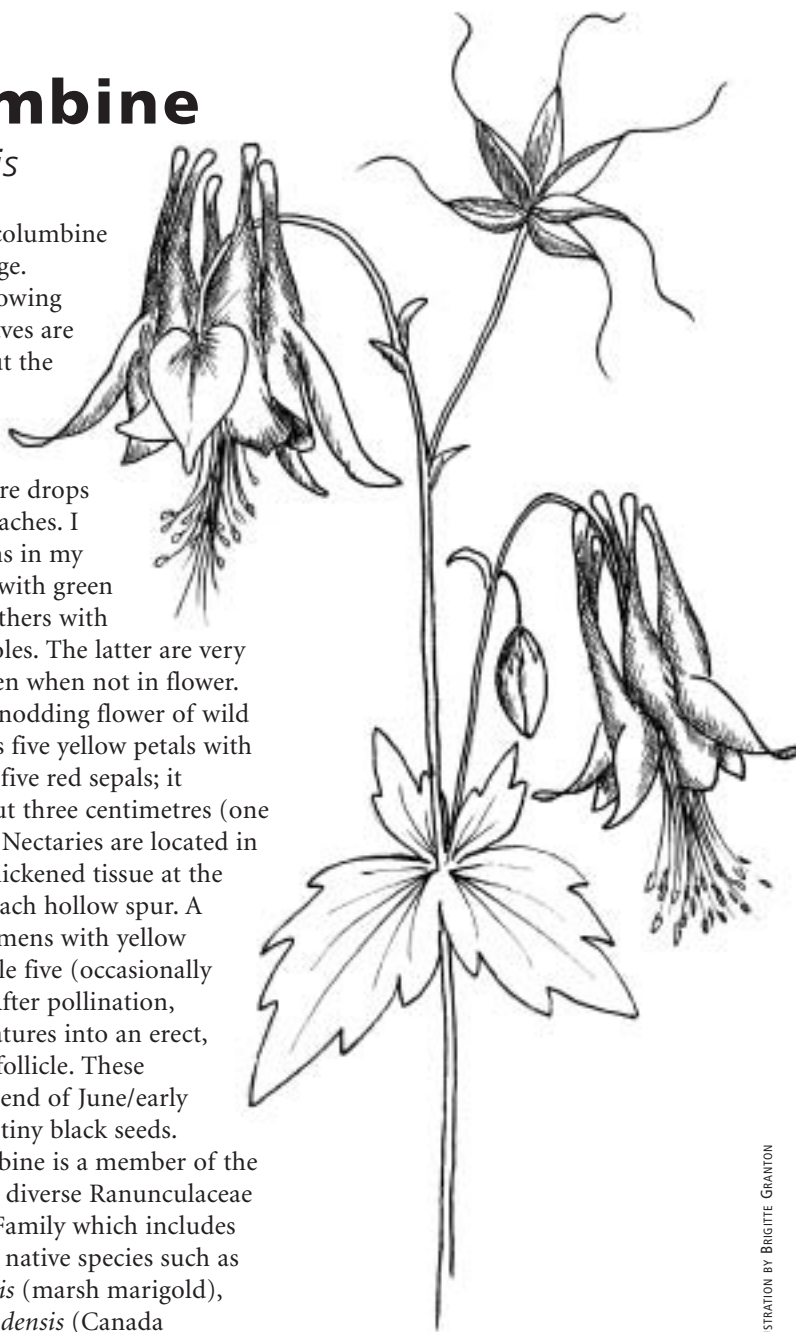 mbine
is
columbine
ge.
owing
ves are
ut the
re drops
aches. I
ns in my
with green
thers with
oles. The latter are very
en when not in flower.
nodding flower of wild
s five yellow petals with
five red sepals; it
ut three centimetres (one
Nectaries are located in
ickened tissue at the
ach hollow spur. A
mens with yellow
le five (occasionally
After pollination,
atures into an erect,
follicle. These
end of June/early
tiny black seeds.
bine is a member of the
diverse Ranunculaceae
Family which includes
native species such as
is (marsh marigold),
densis (Canada
STRATION BY BRIGITTE GRANTON